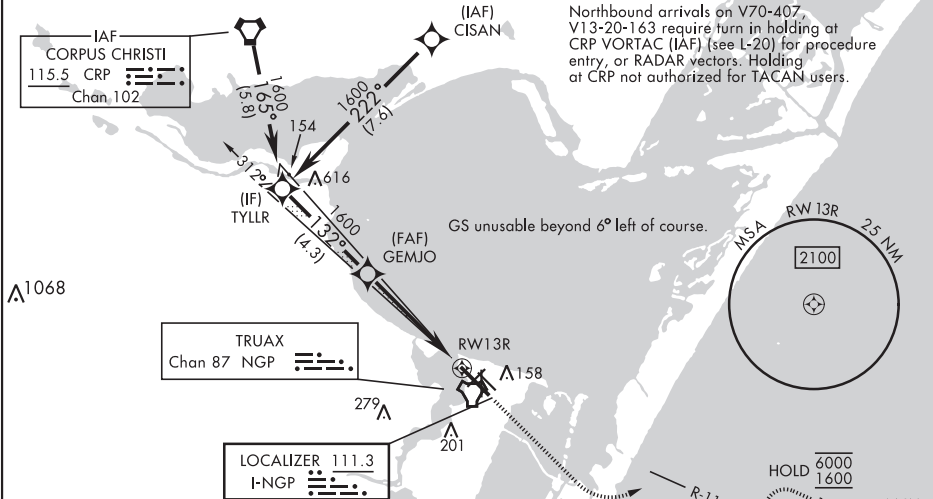 IAF
CORPUS CHRISTI
115.5 CRP
Chan 102
(IAF)
CISAN
Northbound arrivals on V70-407,
V13-20-163 require turn in holding at
CRP VORTAC (IAF) (see L-20) for procedure
entry, or RADAR vectors. Holding
at CRP not authorized for TACAN users.
1600
165°
(5.8)
1600
222°
(7.6)
154
312°
616
(IF)
TYLLR
1600
132°
(4.3)
(FAF)
GEMJO
GS unusable beyond 6° left of course.
MSA RW 13R 25 NM
2100
1068
TRUAX
Chan 87 NGP
RW13R
158
279
201
LOCALIZER 111.3
I-NGP
HOLD 6000
1600